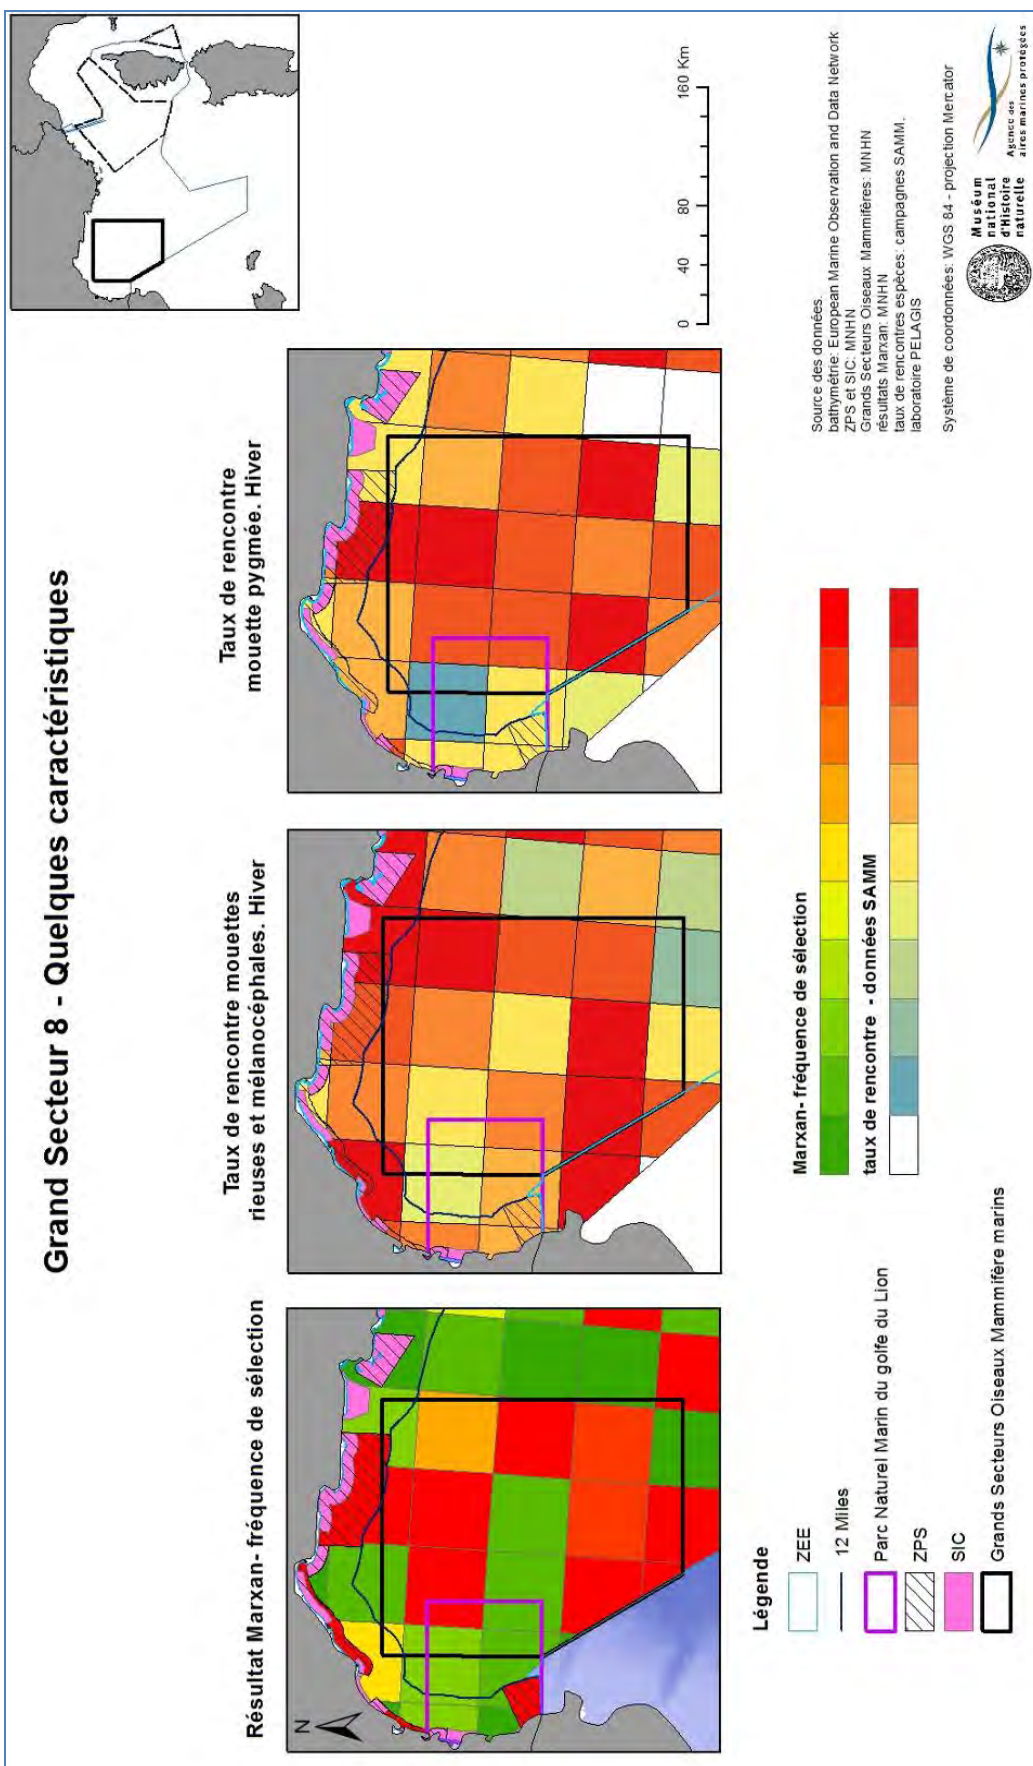 Grand Secteur 8 - Quelques caractéristiques
Résultat Marxan- fréquence de sélection
Taux de rencontre mouettes
rieuses et mélanocéphales. Hiver
Taux de rencontre
mouette pygmée. Hiver
N
Légende
ZEE
12 Miles
Parc Naturel Marin du golfe du Lion
ZPS
SIC
Grands Secteurs Oiseaux Mammifère marins
Marxan- fréquence de sélection
taux de rencontre - données SAMM
0 40 80 160 Km
Source des données
bathymétrie: European Marine Observation and Data Network
ZPS et SIC: MNHN
Grands Secteurs Oiseaux Mammifères: MNHN
résultats Marxan: MNHN
taux de rencontres espèces: campagnes SAMM.
laboratoire PELAGIS
Système de coordonnées: WGS 84 - projection Mercator
Muséum
national
d'Histoire
naturelle
Agence des
aires marines protégées